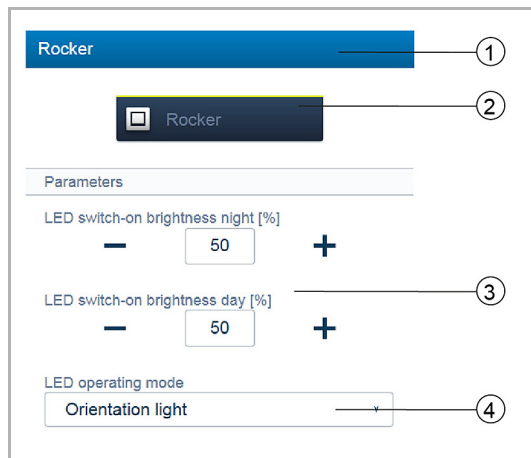 Rocker
1
Rocker
2
Parameters
LED switch-on brightness night [%]
50
LED switch-on brightness day [%]
3
50
LED operating mode
Orientation light
4